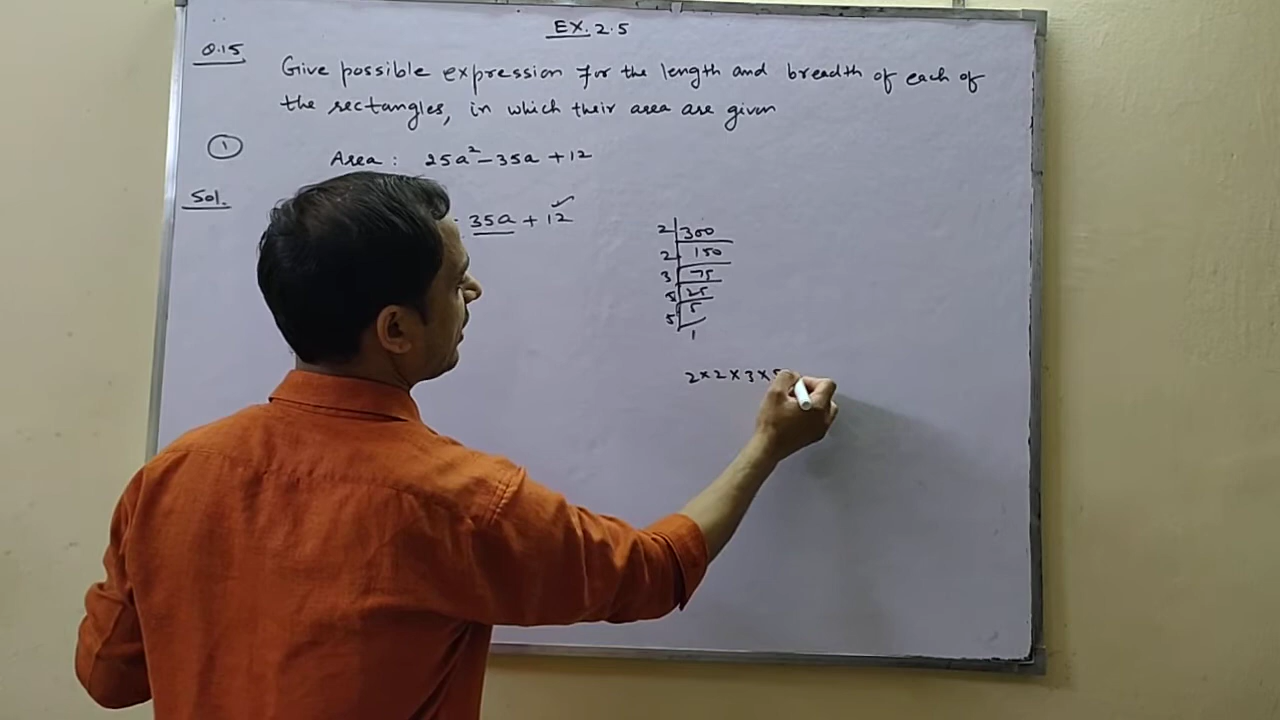 EX. 2.5
Q.15
Give possible expression for the length and breadth of each of
the rectangles, in which their area are given
1
Area : 25a² - 35a + 12
Sol.
- 35a + 12 ✓
2 | 300
2 | 150
3 | 75
5 | 25
5 | 5
1
2 × 2 × 3 × 5